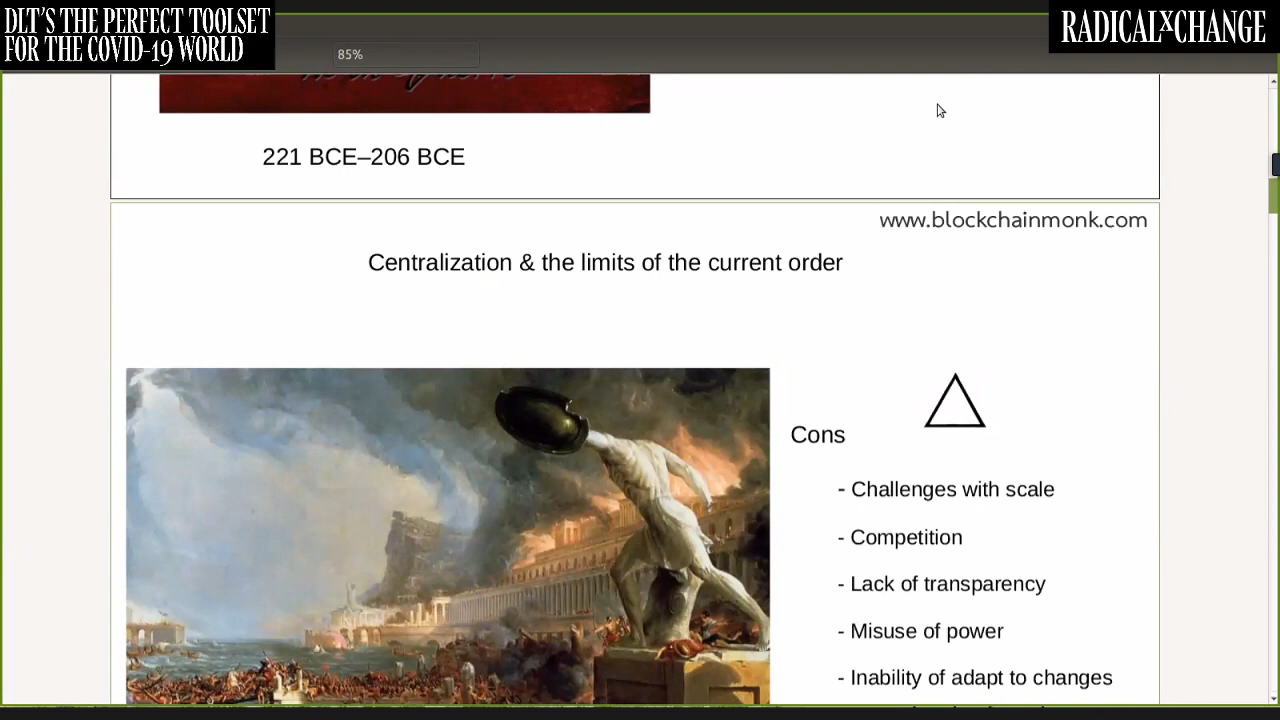 DLT'S THE PERFECT TOOLSET
FOR THE COVID-19 WORLD
RADICALXCHANGE
85%
221 BCE–206 BCE
www.blockchainmonk.com
Centralization & the limits of the current order
Cons
- Challenges with scale
- Competition
- Lack of transparency
- Misuse of power
- Inability of adapt to changes